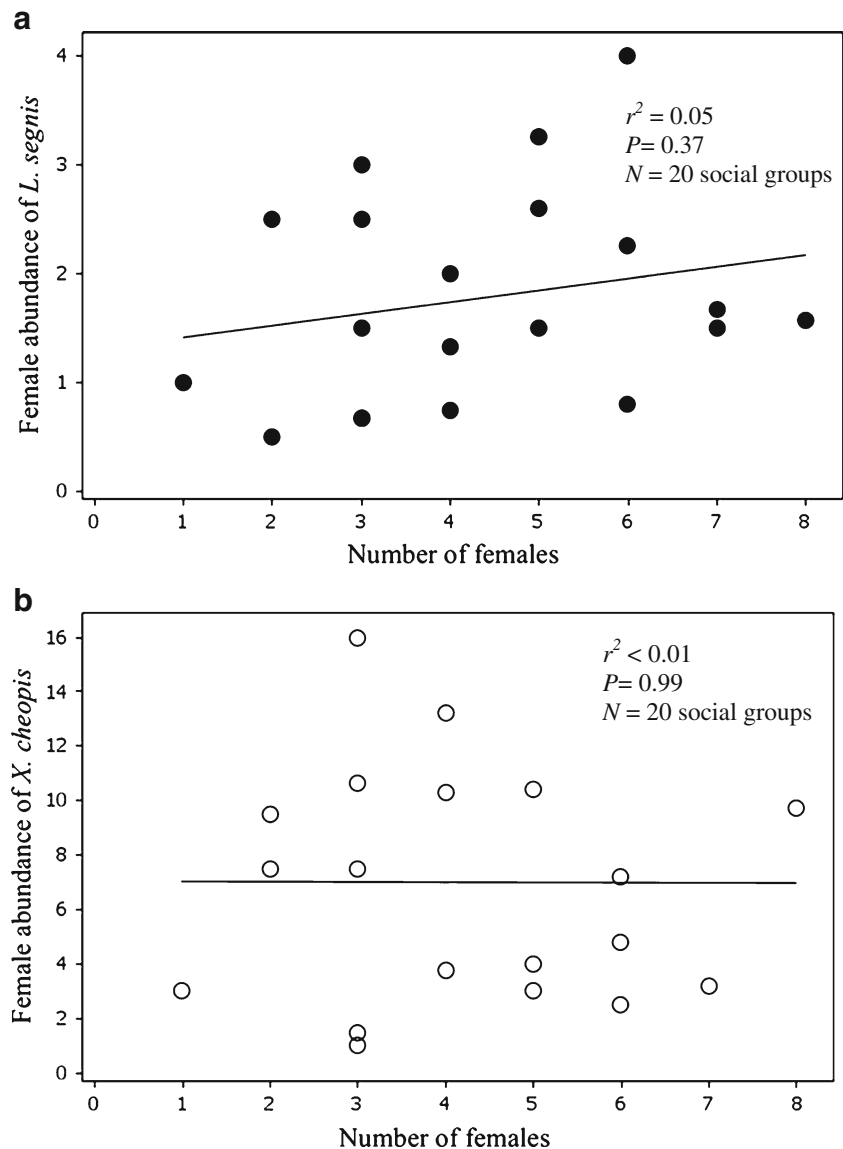 a
Female abundance of L. segnis
4
3
2
1
0
r² = 0.05
P= 0.37
N = 20 social groups
0 1 2 3 4 5 6 7 8
Number of females
b
Female abundance of X. cheopis
16
14
12
10
8
6
4
2
0
r² < 0.01
P= 0.99
N = 20 social groups
0 1 2 3 4 5 6 7 8
Number of females